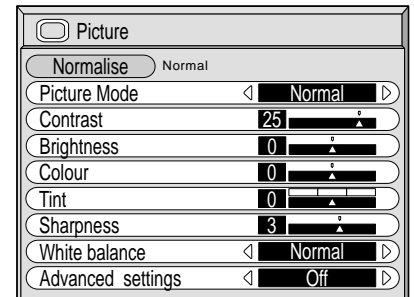 Picture
Normalise Normal
Picture Mode Normal
Contrast 25
Brightness 0
Colour 0
Tint 0
Sharpness 3
White balance Normal
Advanced settings Off